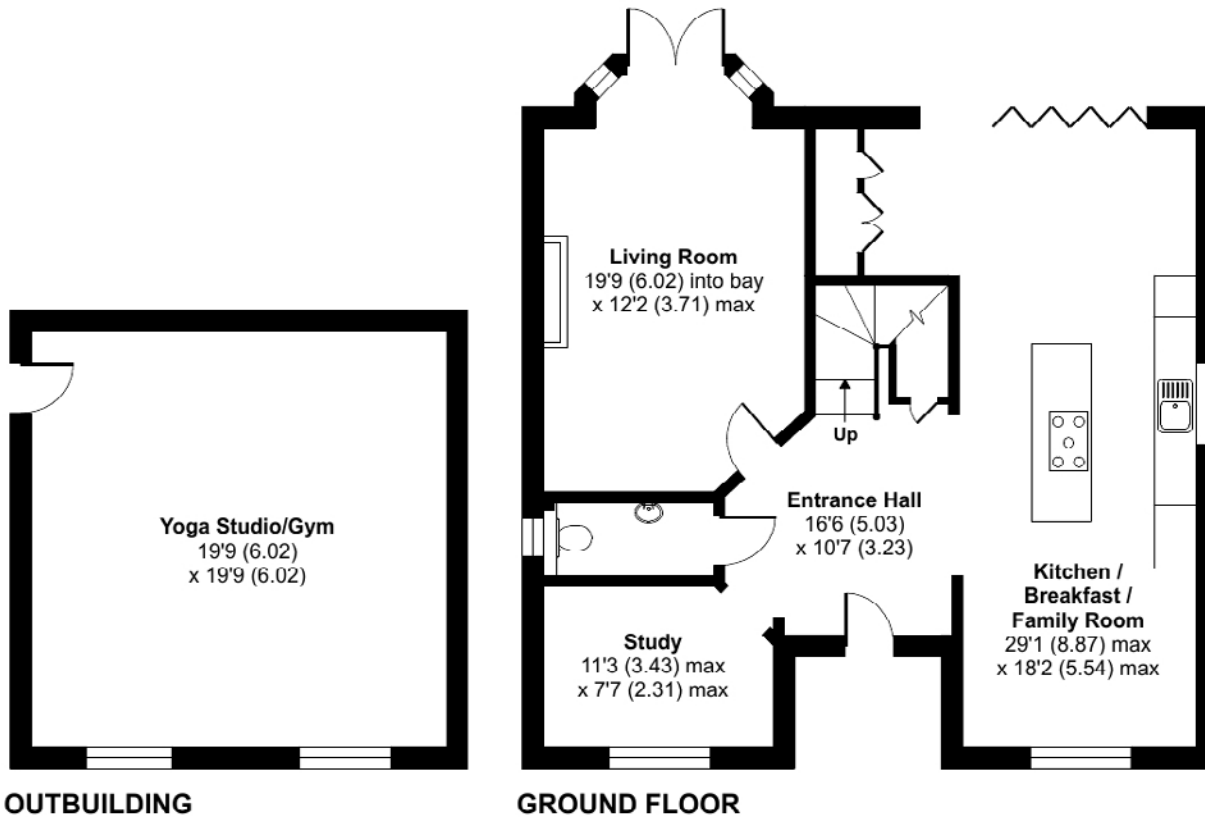 Living Room
19'9 (6.02) into bay
x 12'2 (3.71) max
Up
Yoga Studio/Gym
19'9 (6.02)
x 19'9 (6.02)
Entrance Hall
16'6 (5.03)
x 10'7 (3.23)
Kitchen /
Breakfast /
Family Room
29'1 (8.87) max
x 18'2 (5.54) max
Study
11'3 (3.43) max
x 7'7 (2.31) max
OUTBUILDING
GROUND FLOOR